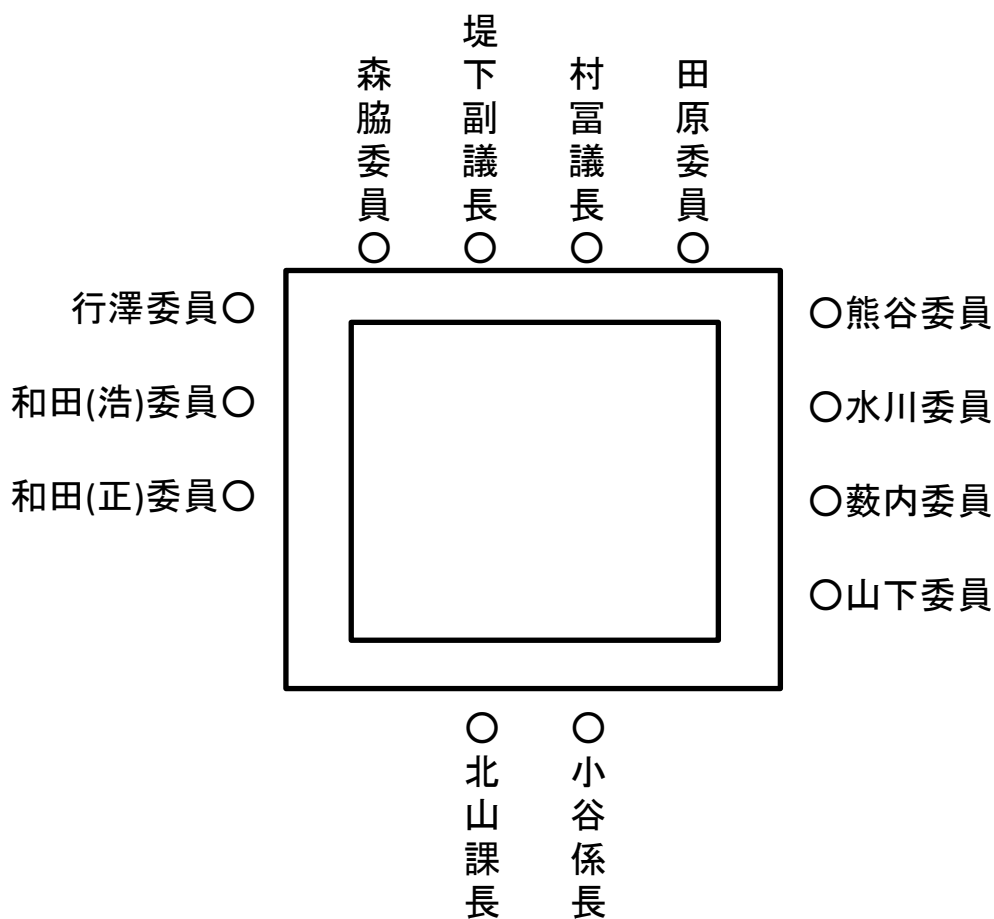 森脇委員
堤下副議長
村冨議長
田原委員
○
○
○
○
行澤委員○
和田(浩)委員○
和田(正)委員○
○熊谷委員
○水川委員
○薮内委員
○山下委員
○
○
北山課長
小谷係長